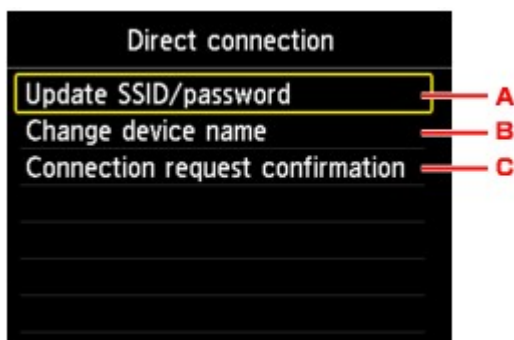 Direct connection
Update SSID/password A
Change device name B
Connection request confirmation C